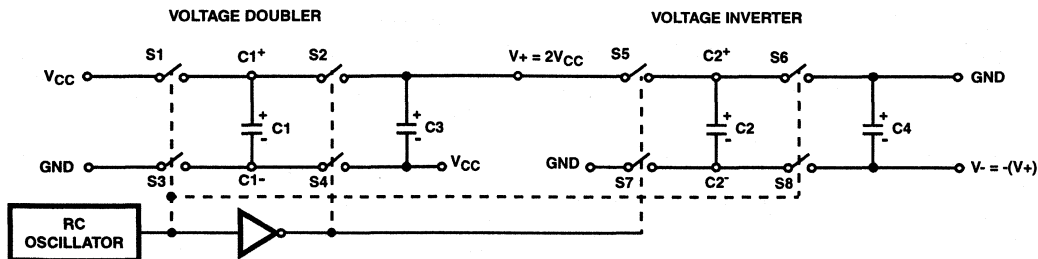 VOLTAGE DOUBLER
VOLTAGE INVERTER
S1
C1+
S2
V+ = 2VCC
S5
C2+
S6
VCC
GND
+
-
C1
+
-
C3
+
-
C2
+
-
C4
GND
S3
C1-
S4
VCC
GND
S7
C2-
S8
V- = -(V+)
RC
OSCILLATOR